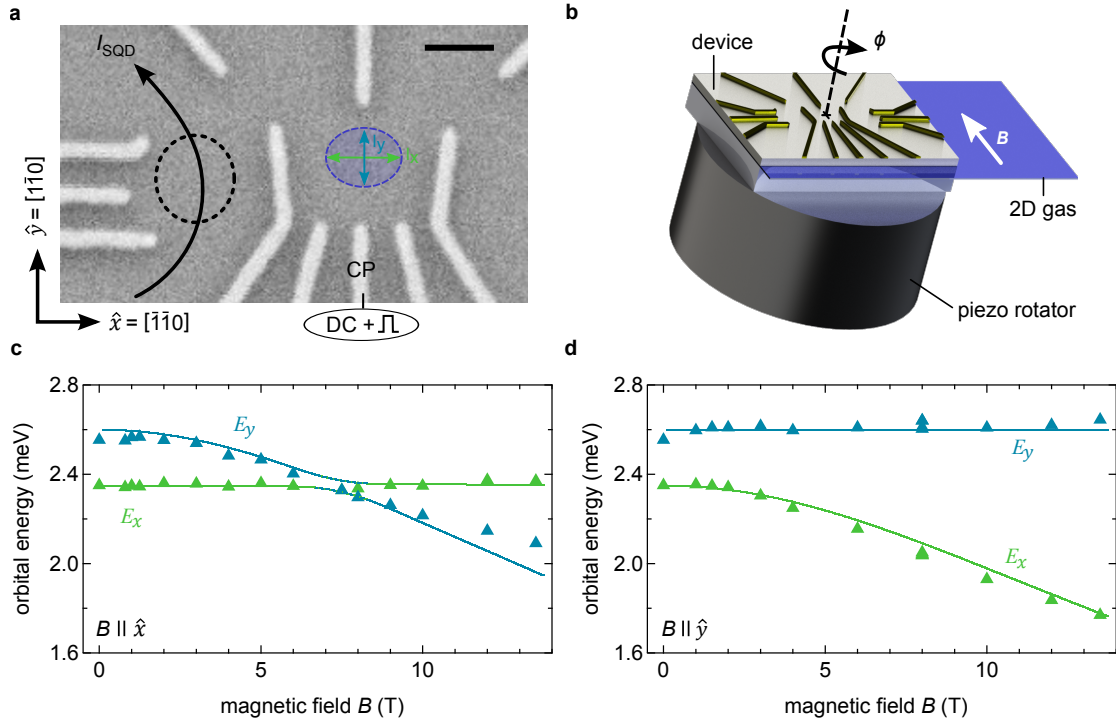 a
I_SQD
l_y
l_x
CP
DC +
ŷ = [11̄0]
x̂ = [1̄1̄0]
b
device
ϕ
B
2D gas
piezo rotator
c
orbital energy (meV)
2.8
2.4
2.0
1.6
E_y
E_x
B || x̂
0
5
10
magnetic field B (T)
d
orbital energy (meV)
2.8
2.4
2.0
1.6
E_y
E_x
B || ŷ
0
5
10
magnetic field B (T)